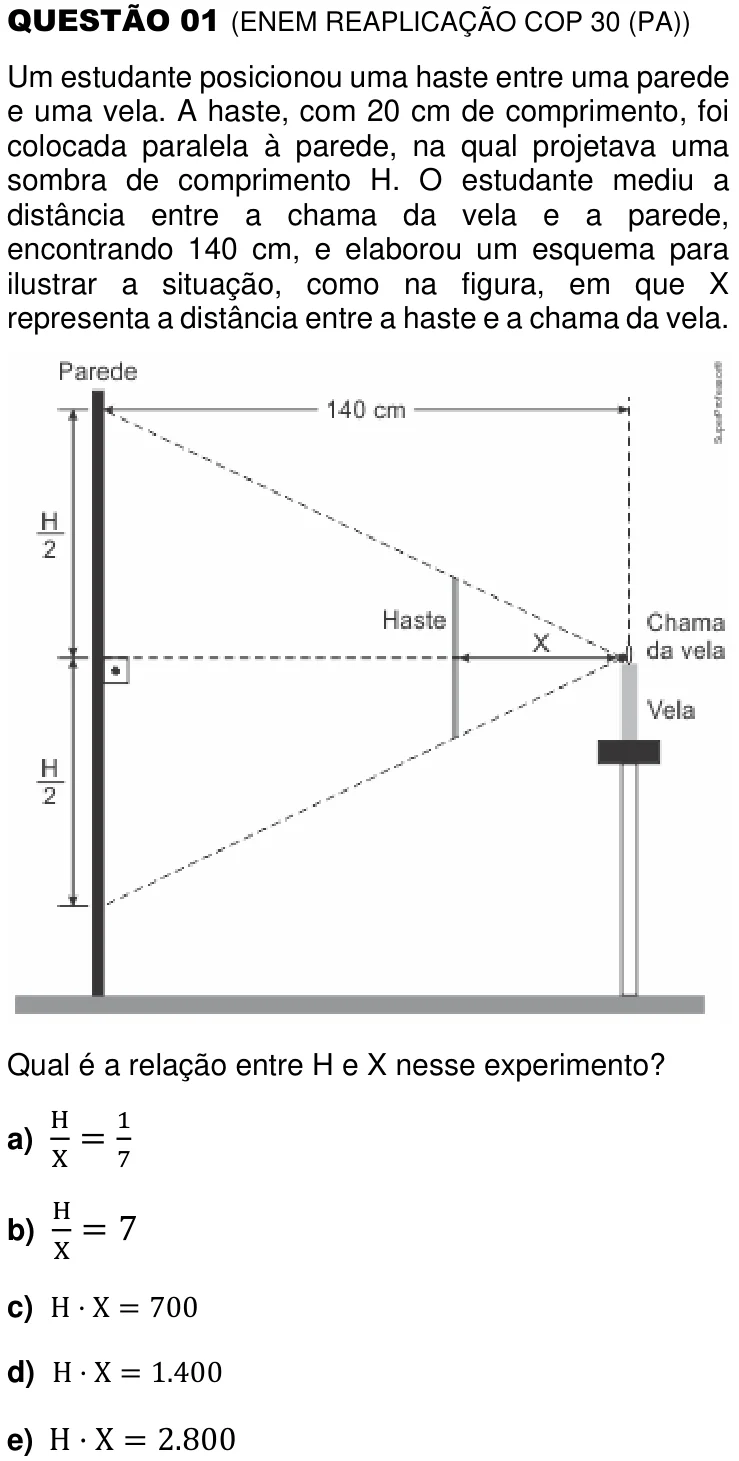 QUESTÃO 01 (ENEM REAPLICAÇÃO COP 30 (PA))
Um estudante posicionou uma haste entre uma parede
e uma vela. A haste, com 20 cm de comprimento, foi
colocada paralela à parede, na qual projetava uma
sombra de comprimento H. O estudante mediu a
distância entre a chama da vela e a parede,
encontrando 140 cm, e elaborou um esquema para
ilustrar a situação, como na figura, em que X
representa a distância entre a haste e a chama da vela.
Parede
SuperProfessor®
140 cm
H
2
Haste
X
Chama
da vela
Vela
H
2
Qual é a relação entre H e X nesse experimento?
a) H/X = 1/7
b) H/X = 7
c) H · X = 700
d) H · X = 1.400
e) H · X = 2.800